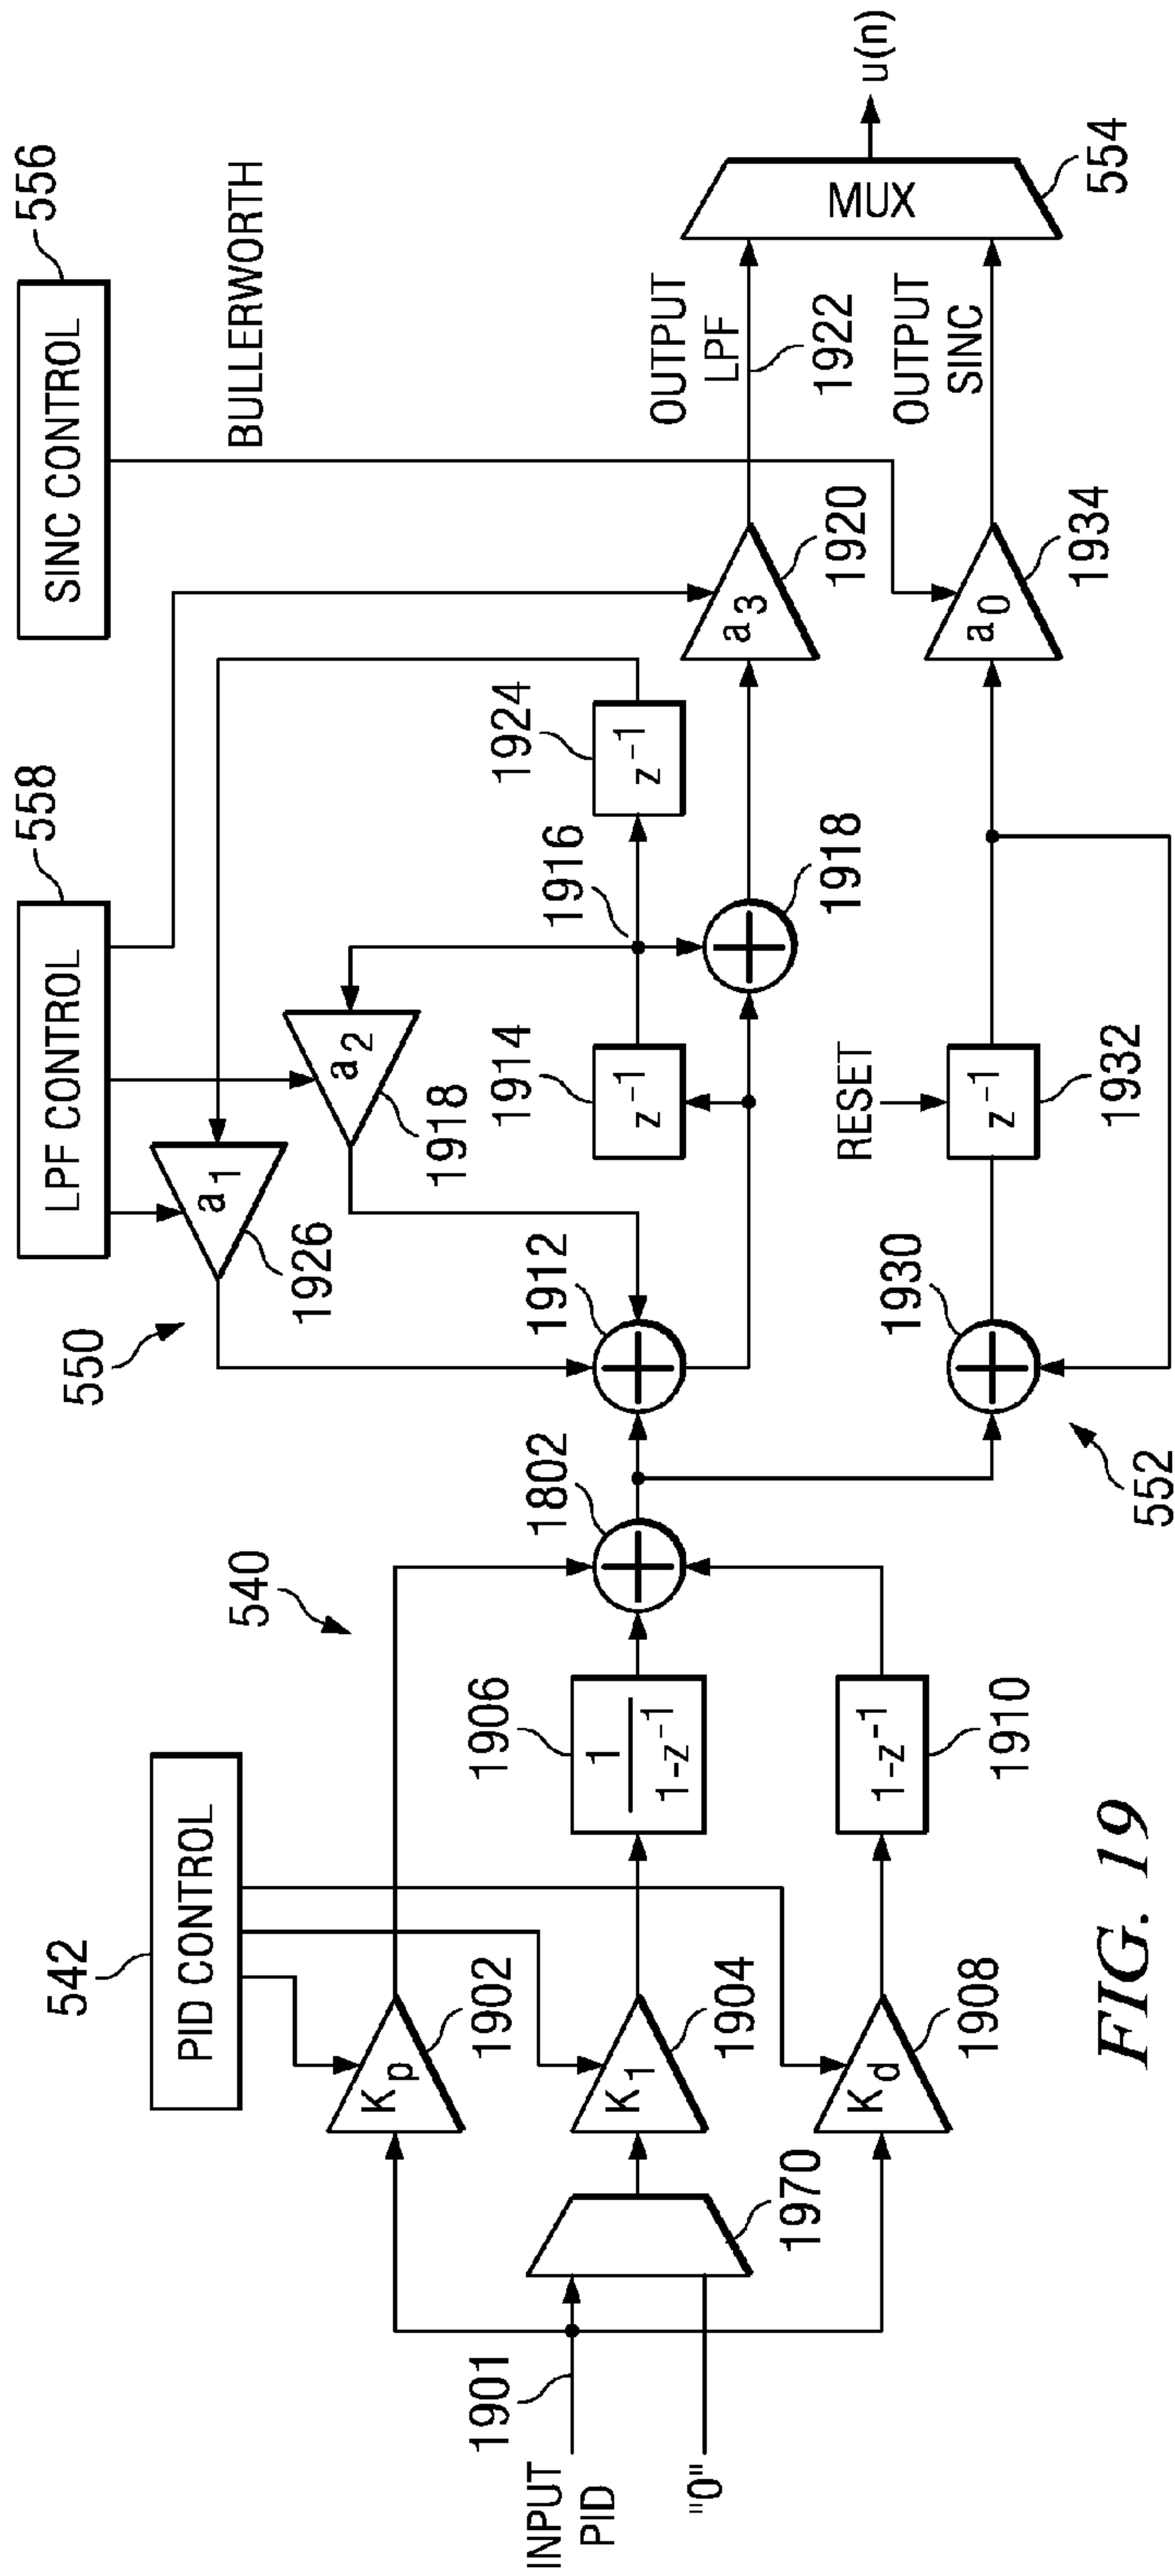 556
558
542
SINC CONTROL
LPF CONTROL
PID CONTROL
BULLERWORTH
550
540
a1
1926
a2
1918
Kp
1902
1901
INPUT
PID
"0"
1970
K1
1904
1906
1
1-z-1
1802
1912
1914
z-1
1916
1924
z-1
1918
a3
1920
OUTPUT
LPF
1922
MUX
554
u(n)
Kd
1908
1-z-1
1910
552
1930
RESET
z-1
1932
a0
1934
OUTPUT
SINC
FIG. 19